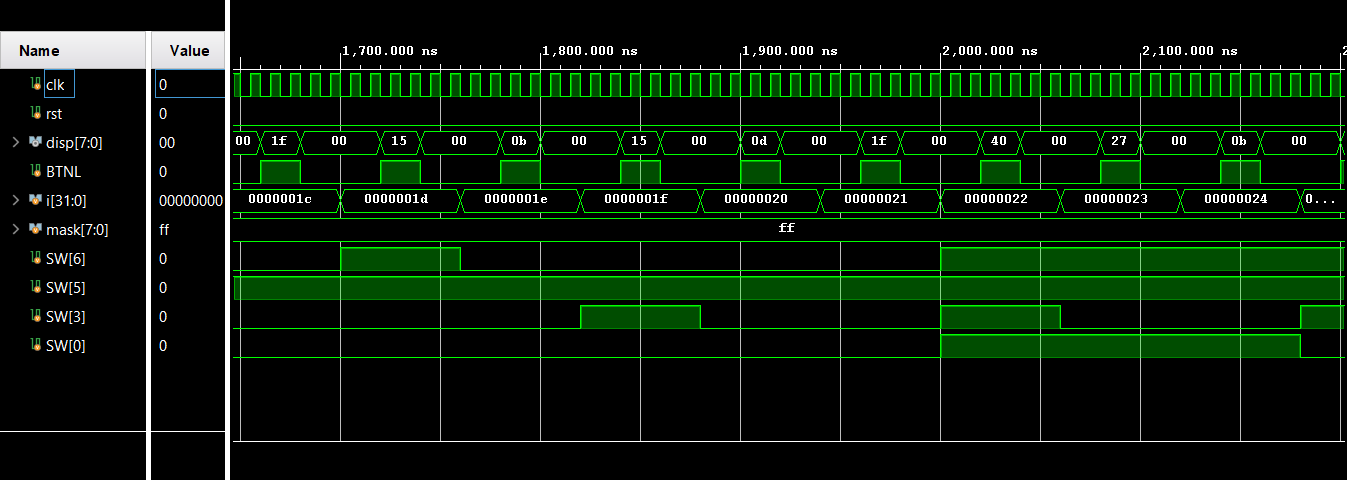 1,700.000 ns 1,800.000 ns 1,900.000 ns 2,000.000 ns 2,100.000 ns 2
Name Value
clk 0
rst 0
disp[7:0] 00 00 1f 00 15 00 0b 00 15 00 0d 00 1f 00 40 00 27 00 0b 00
BTNL 0
i[31:0] 00000000 0000001c 0000001d 0000001e 0000001f 00000020 00000021 00000022 00000023 00000024 0...
mask[7:0] ff ff
SW[6] 0
SW[5] 0
SW[3] 0
SW[0] 0